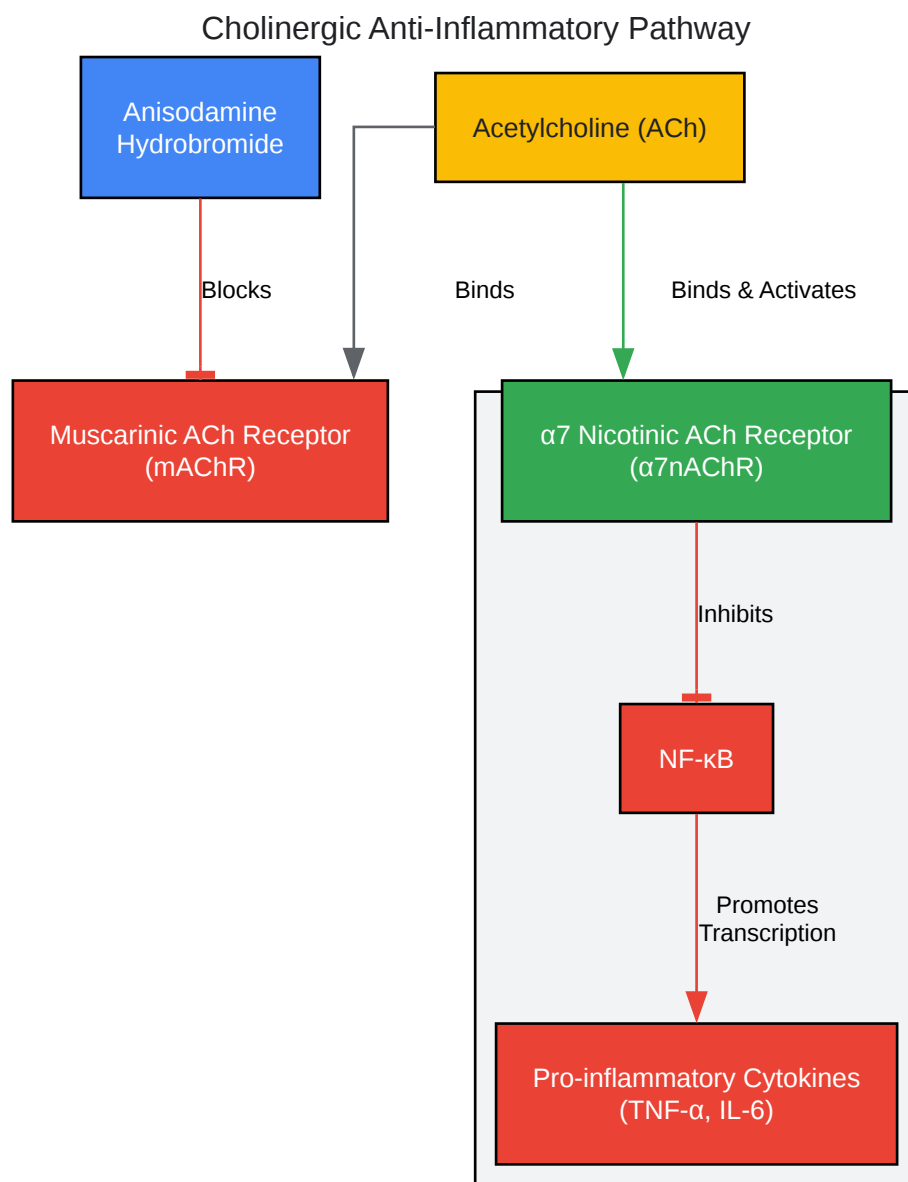 Cholinergic Anti-Inflammatory Pathway
Anisodamine
Hydrobromide
Acetylcholine (ACh)
Blocks
Binds
Binds & Activates
Muscarinic ACh Receptor
(mAChR)
α7 Nicotinic ACh Receptor
(α7nAChR)
Inhibits
NF-κB
Promotes
Transcription
Pro-inflammatory Cytokines
(TNF-α, IL-6)